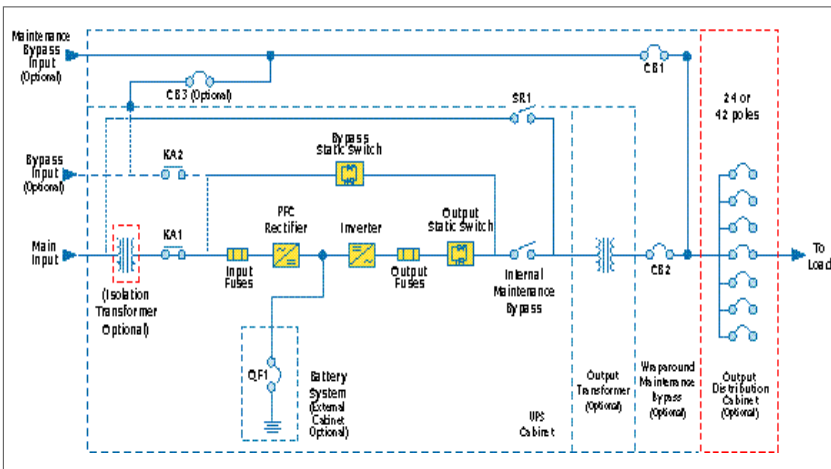 Maintenance
Bypass
Input
(Optional)
CB3 (Optional)
CB1
SR1
24 or
42 poles
Bypass
Input
(Optional)
KA2
Bypass
Static Switch
Main
Input
KA1
PFC
Rectifier
Inverter
Output
Static Switch
To
Load
(Isolation
Transformer
Optional)
Input
Fuses
Output
Fuses
Internal
Maintenance
Bypass
CB2
QF1
Battery
System
(External
Cabinet
Optional)
UPS
Cabinet
Output
Transformer
(Optional)
Wraparound
Maintenance
Bypass
(Optional)
Output
Distribution
Cabinet
(Optional)